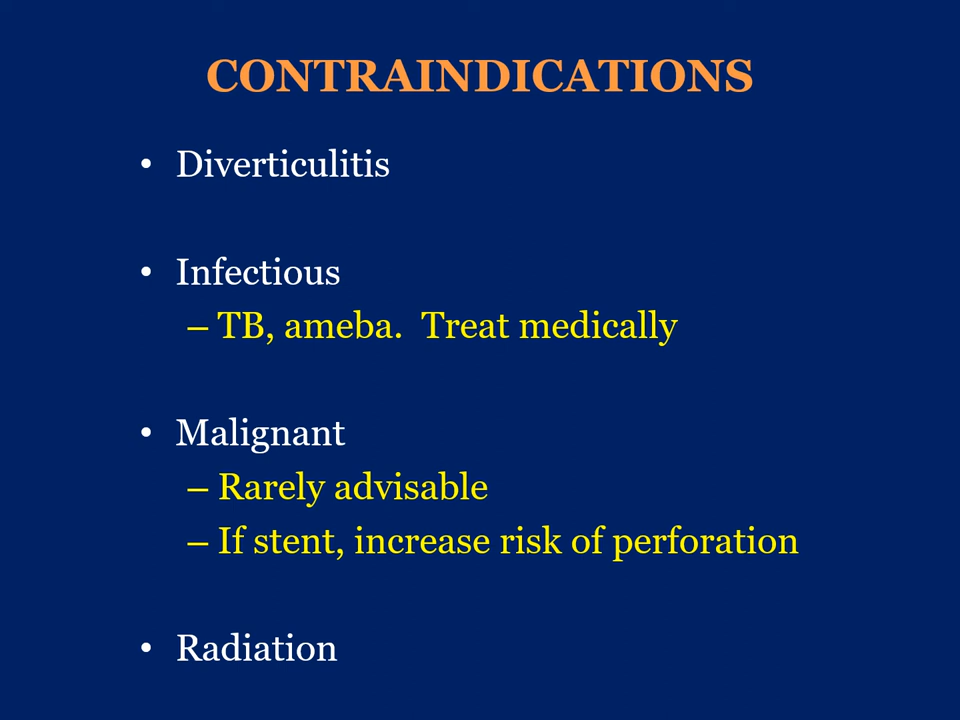 CONTRAINDICATIONS
• Diverticulitis
• Infectious
– TB, ameba.  Treat medically
• Malignant
– Rarely advisable
– If stent, increase risk of perforation
• Radiation